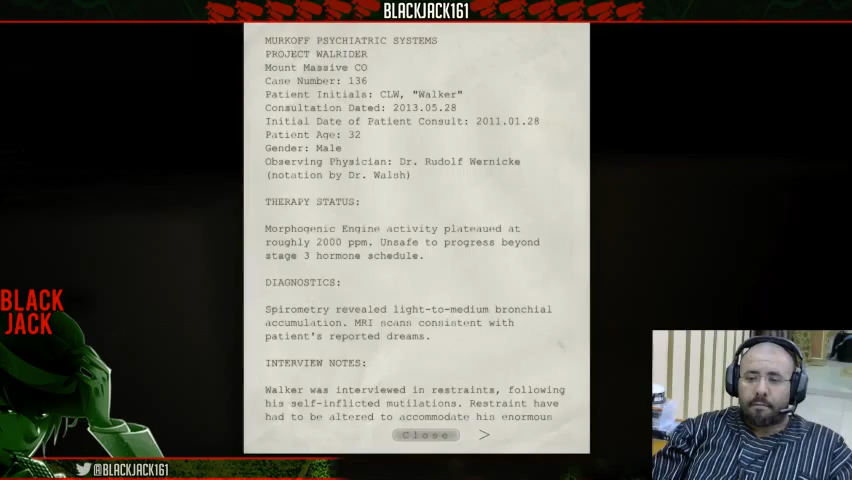 BLACKJACK161
MURKOFF PSYCHIATRIC SYSTEMS
PROJECT WALRIDER
Mount Massive CO
Case Number: 136
Patient Initials: CLW, "Walker"
Consultation Dated: 2013.05.28
Initial Date of Patient Consult: 2011.01.28
Patient Age: 32
Gender: Male
Observing Physician: Dr. Rudolf Wernicke
(notation by Dr. Walsh)
THERAPY STATUS:
Morphogenic Engine activity plateaued at
roughly 2000 ppm. Unsafe to progress beyond
stage 3 hormone schedule.
DIAGNOSTICS:
Spirometry revealed light-to-medium bronchial
accumulation. MRI scans consistent with
patient's reported dreams.
INTERVIEW NOTES:
Walker was interviewed in restraints, following
his self-inflicted mutilations. Restraint have
had to be altered to accommodate his enormous
Close >
BLACK
JACK
@BLACKJACK161